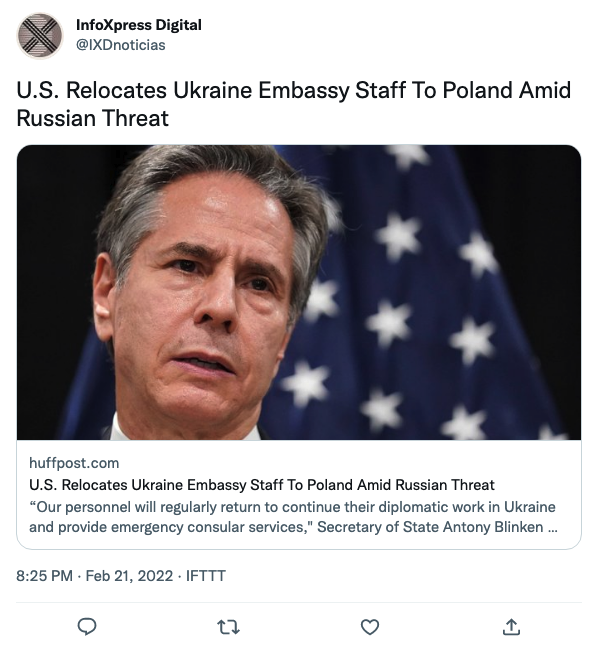 InfoXpress Digital
@IXDnoticias
U.S. Relocates Ukraine Embassy Staff To Poland Amid
Russian Threat
huffpost.com
U.S. Relocates Ukraine Embassy Staff To Poland Amid Russian Threat
“Our personnel will regularly return to continue their diplomatic work in Ukraine
and provide emergency consular services," Secretary of State Antony Blinken ...
8:25 PM · Feb 21, 2022 · IFTTT